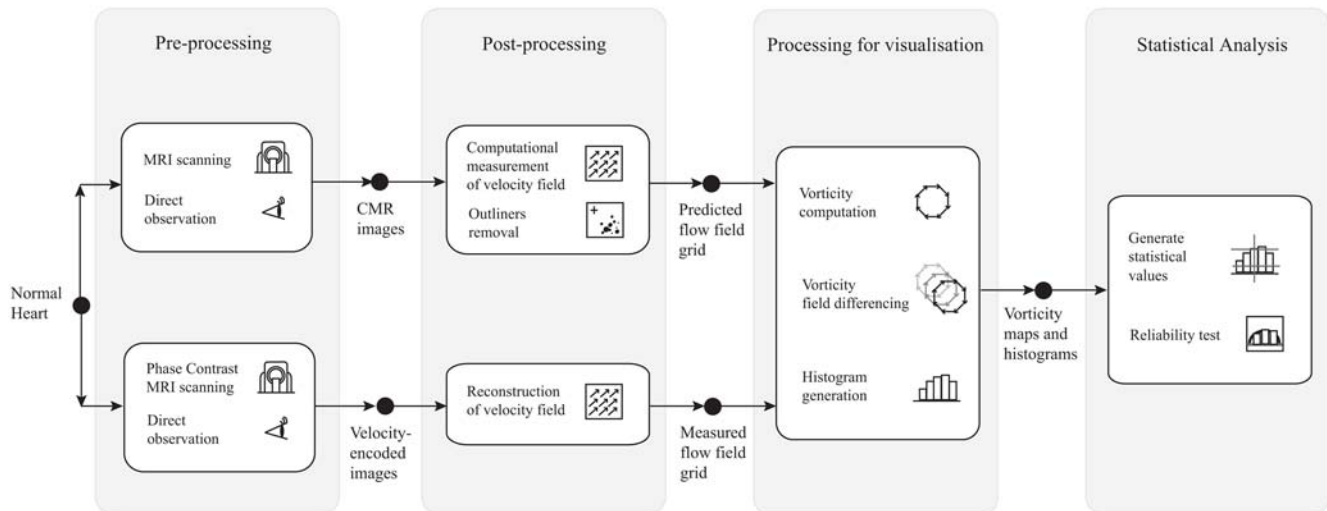 Pre-processing
Post-processing
Processing for visualisation
Statistical Analysis
Normal
Heart
MRI scanning
Direct
observation
CMR
images
Computational
measurement
of velocity field
Outliners
removal
Predicted
flow field
grid
Phase Contrast
MRI scanning
Direct
observation
Velocity-
encoded
images
Reconstruction
of velocity field
Measured
flow field
grid
Vorticity
computation
Vorticity
field differencing
Histogram
generation
Vorticity
maps and
histograms
Generate
statistical
values
Reliability test